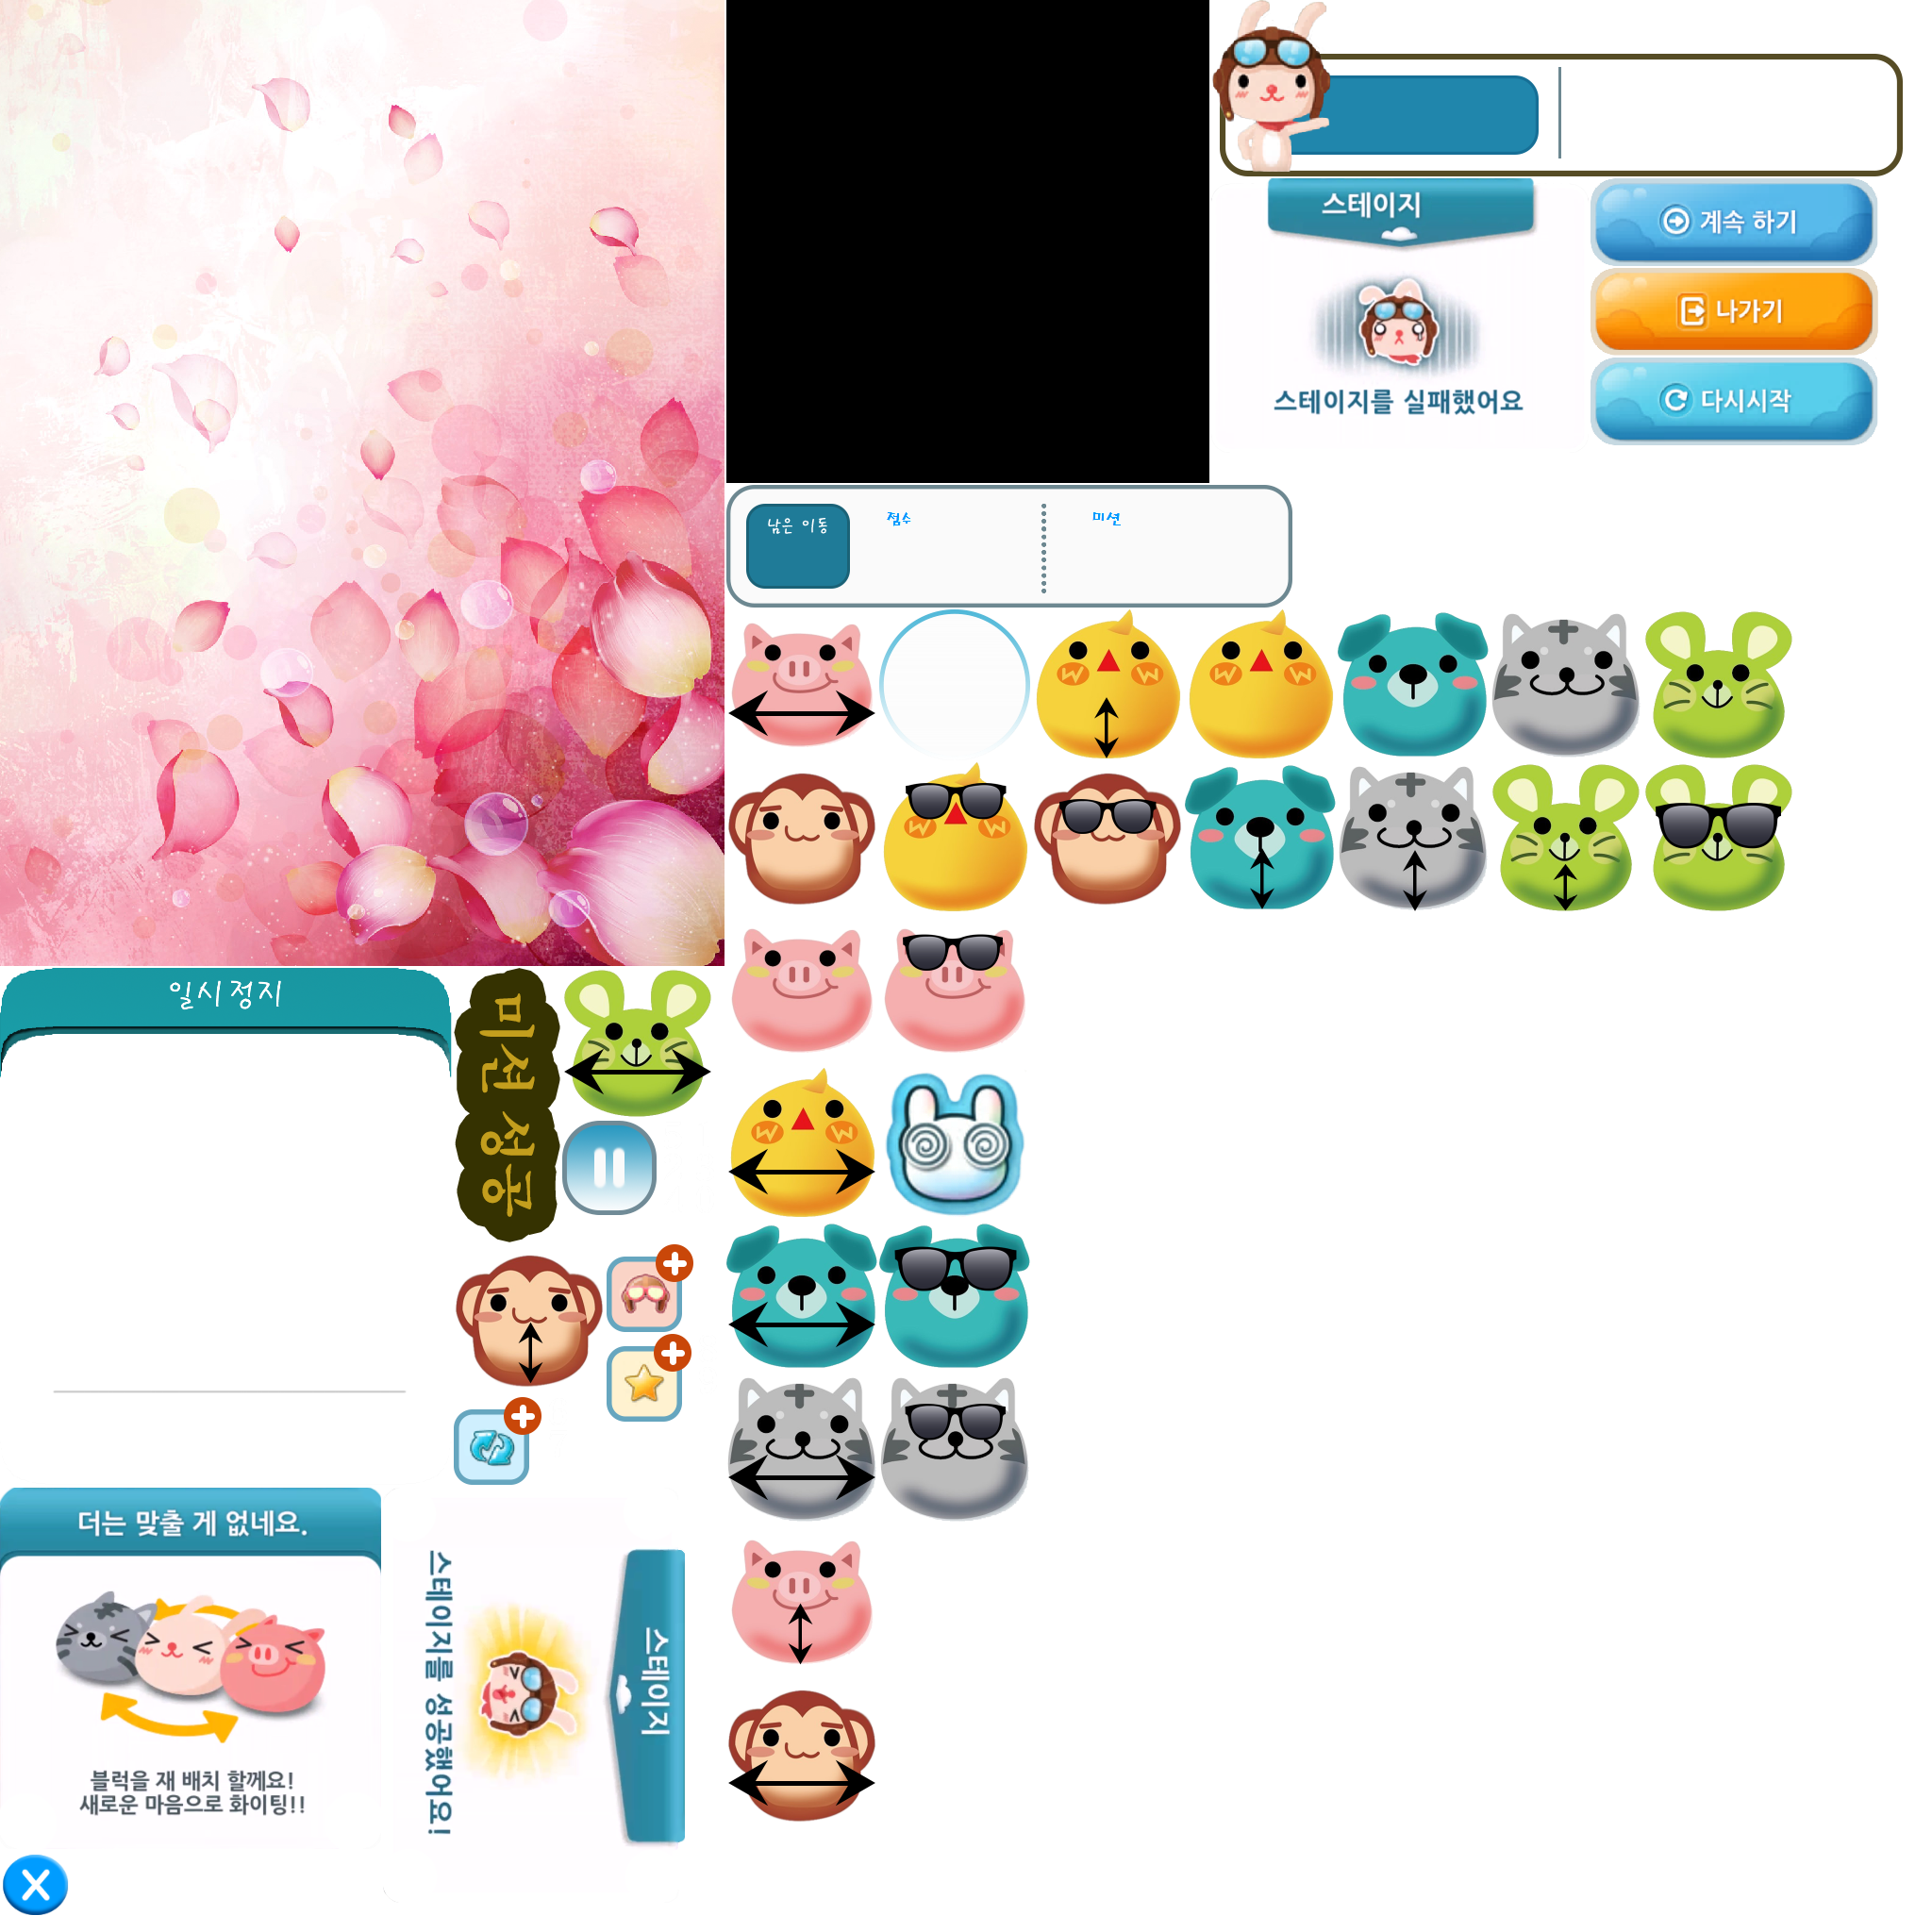 스테이지
스테이지를 실패했어요
계속 하기
나가기
다시시작
남은 이동
점수
미션
일시정지
미션 성공
더는 맞출 게 없네요.
블럭을 재 배치 할께요!
새로운 마음으로 화이팅!!
스테이지
스테이지를 성공했어요!